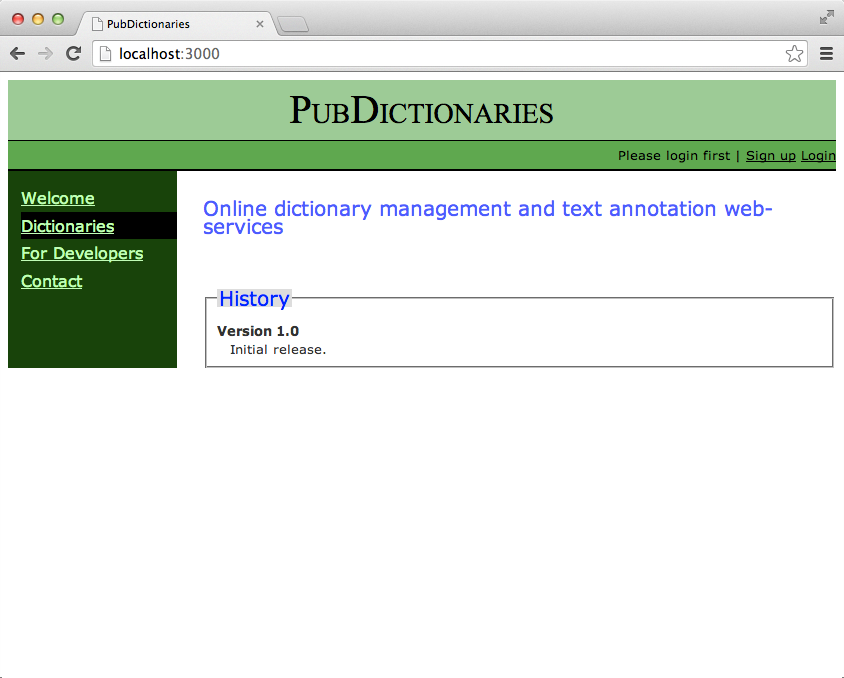 PubDictionaries
localhost:3000
PUBDICTIONARIES
Please login first | Sign up Login
Welcome
Dictionaries
For Developers
Contact
Online dictionary management and text annotation web-
services
History
Version 1.0
Initial release.